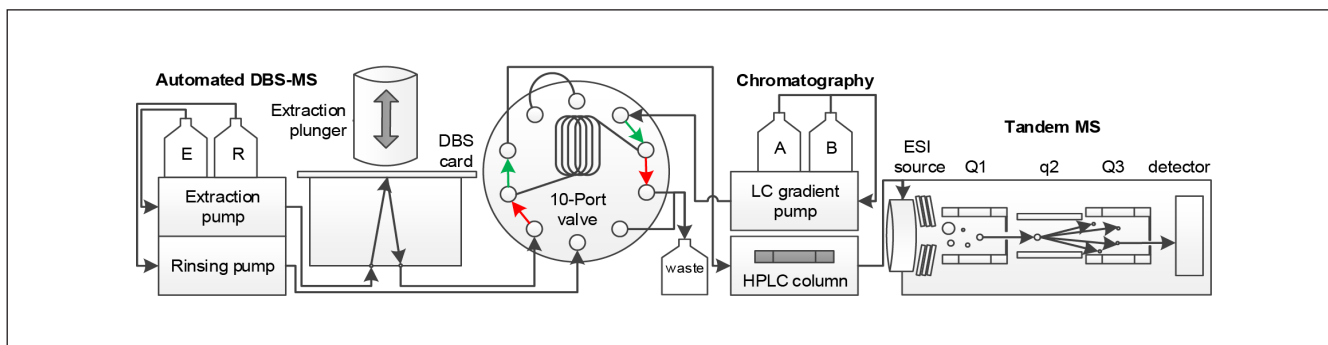 Automated DBS-MS
Extraction
plunger
DBS
card
E
R
Extraction
pump
Rinsing pump
10-Port
valve
waste
Chromatography
A
B
LC gradient
pump
HPLC column
Tandem MS
ESI
source
Q1
q2
Q3
detector